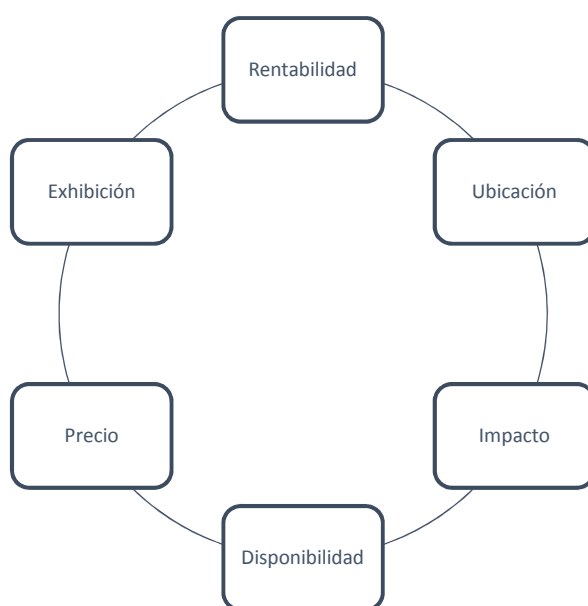 Rentabilidad
Ubicación
Impacto
Disponibilidad
Precio
Exhibición